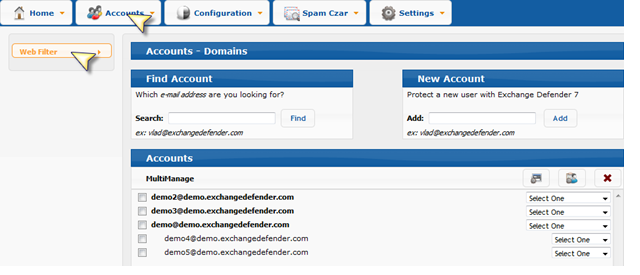 Home Accounts Configuration Spam Czar Settings
Web Filter
Accounts - Domains
Find Account
Which e-mail address are you looking for?
Search: Find
ex: vlad@exchangedefender.com
New Account
Protect a new user with Exchange Defender 7
Add: Add
ex: vlad@exchangedefender.com
Accounts
MultiManage
demo2@demo.exchangedefender.com Select One
demo3@demo.exchangedefender.com Select One
demo@demo.exchangedefender.com Select One
demo4@demo.exchangedefender.com Select One
demo5@demo.exchangedefender.com Select One